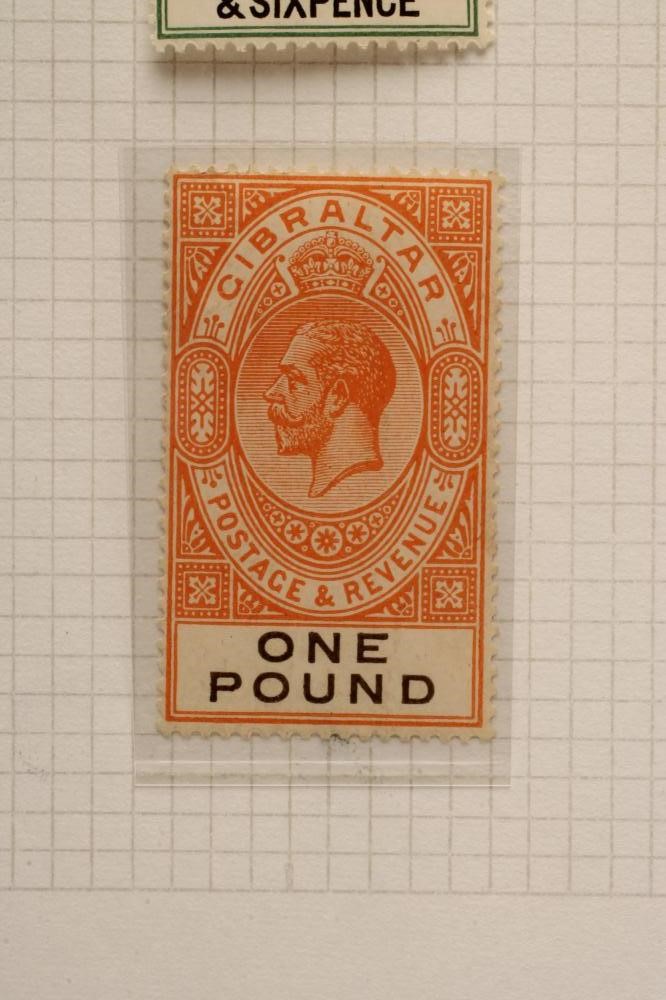 & SIXPENCE
GIBRALTAR
POSTAGE & REVENUE
ONE
POUND